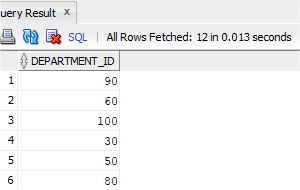 uery Result x
SQL | All Rows Fetched: 12 in 0.013 seconds
DEPARTMENT_ID
1 90
2 60
3 100
4 30
5 50
6 80